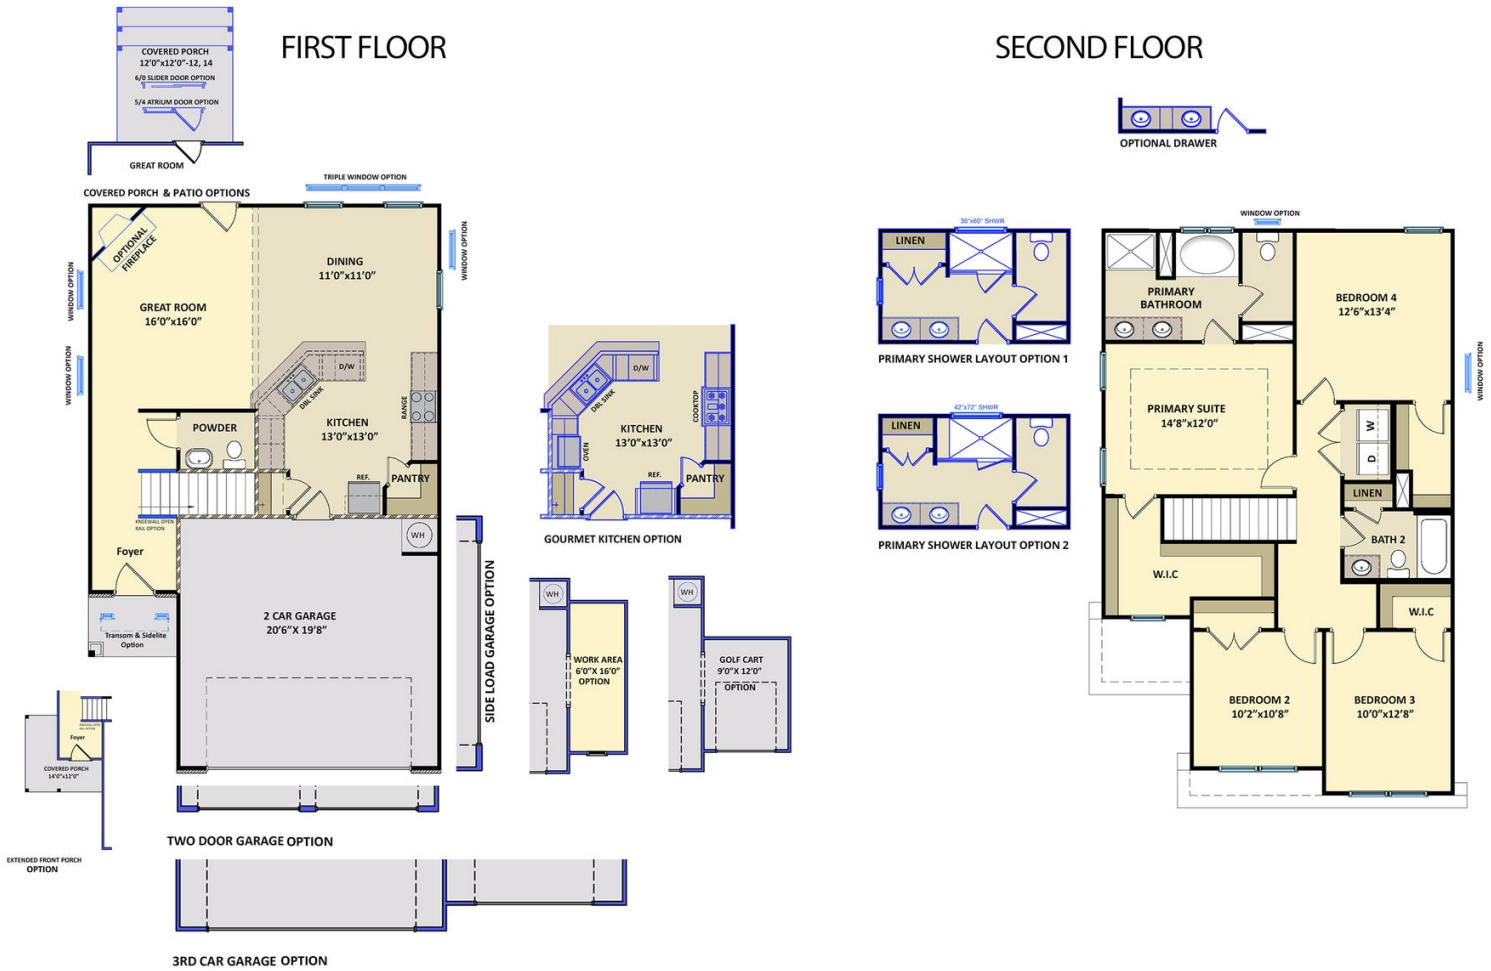 FIRST FLOOR
SECOND FLOOR
COVERED PORCH
12'0"x12'0"-12, 14
6/0 SLIDER DOOR OPTION
5/4 ATRIUM DOOR OPTION
GREAT ROOM
COVERED PORCH & PATIO OPTIONS
TRIPLE WINDOW OPTION
OPTIONAL
FIREPLACE
WINDOW OPTION
WINDOW OPTION
WINDOW OPTION
DINING
11'0"x11'0"
GREAT ROOM
16'0"x16'0"
D/W
DBL SINK
RANGE
KITCHEN
13'0"x13'0"
POWDER
REF.
PANTRY
KNEEWALL OPEN
RAIL OPTION
Foyer
WH
2 CAR GARAGE
20'6"X 19'8"
Transom & Sidelite
Option
SIDE LOAD GARAGE OPTION
Foyer
COVERED PORCH
14'0"x12'0"
EXTENDED FRONT PORCH
OPTION
TWO DOOR GARAGE OPTION
3RD CAR GARAGE OPTION
D/W
DBL SINK
COOKTOP
KITCHEN
13'0"x13'0"
OVEN
REF.
PANTRY
GOURMET KITCHEN OPTION
WH
WORK AREA
6'0"X 16'0"
OPTION
WH
GOLF CART
9'0"X 12'0"
OPTION
OPTIONAL DRAWER
36"x60" SHWR
LINEN
PRIMARY SHOWER LAYOUT OPTION 1
42"x72" SHWR
LINEN
PRIMARY SHOWER LAYOUT OPTION 2
WINDOW OPTION
PRIMARY
BATHROOM
BEDROOM 4
12'6"x13'4"
WINDOW OPTION
PRIMARY SUITE
14'8"x12'0"
W
D
LINEN
BATH 2
W.I.C
W.I.C
BEDROOM 2
10'2"x10'8"
BEDROOM 3
10'0"x12'8"